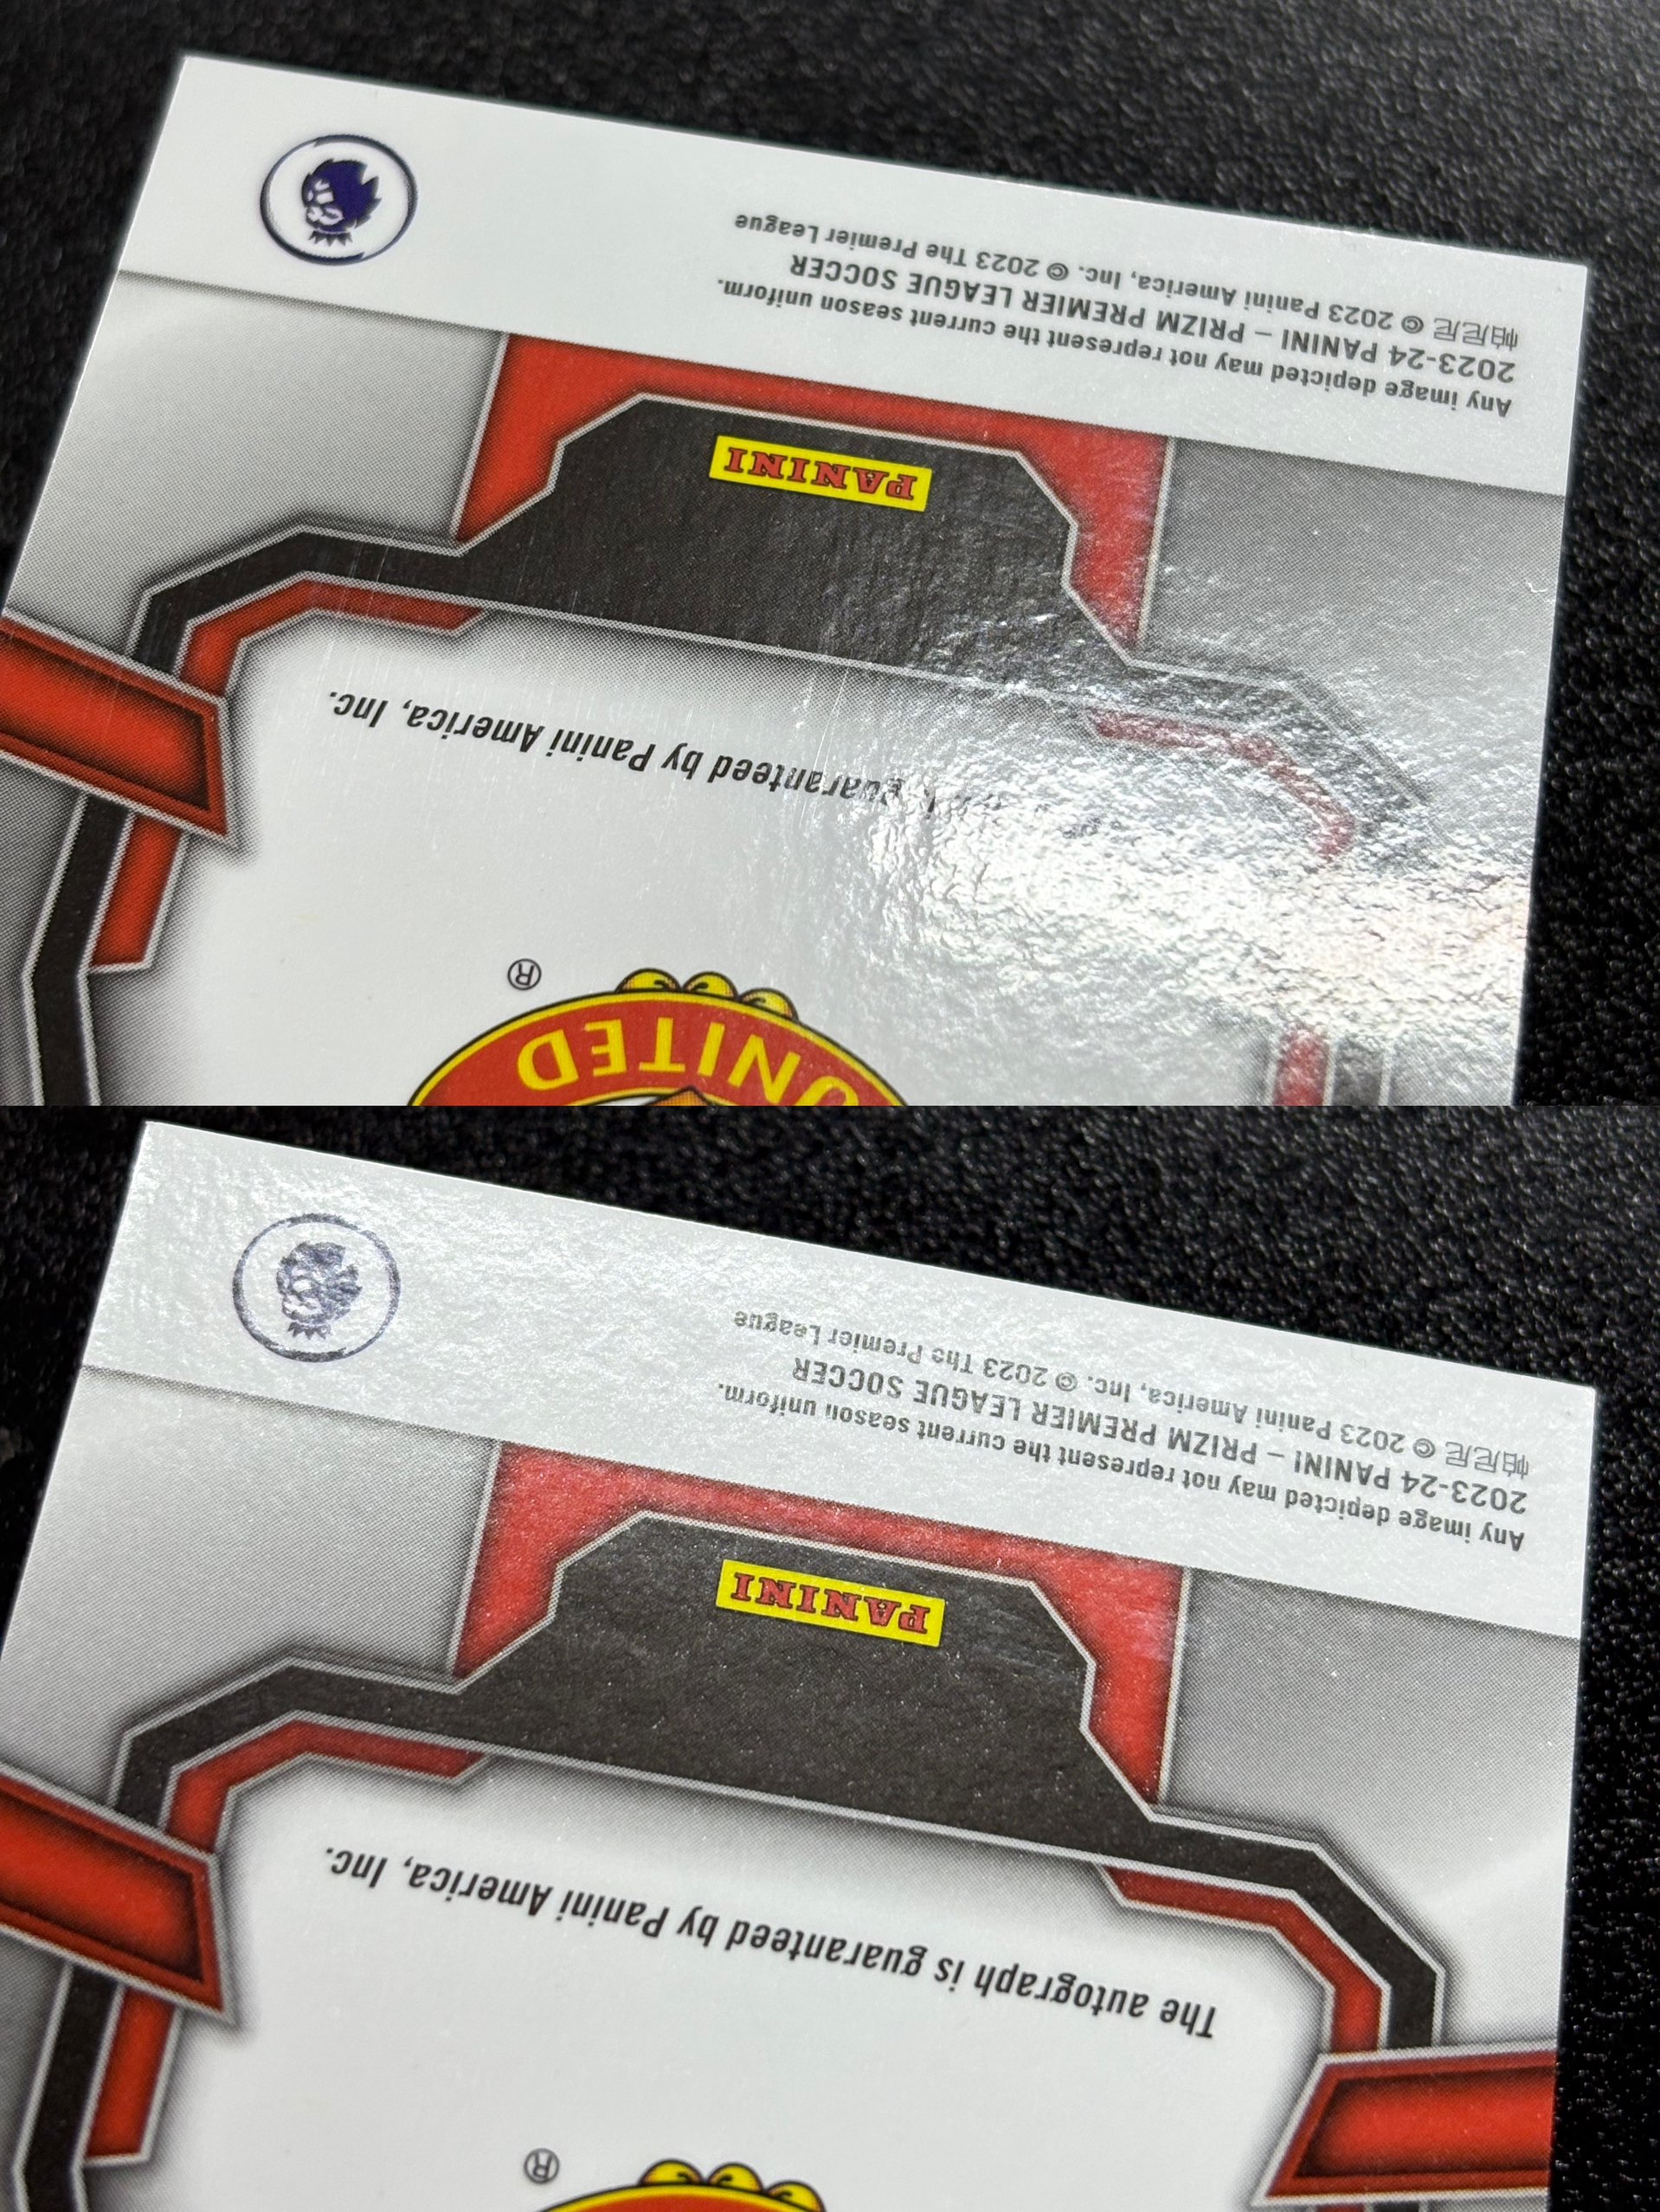 UNITED
®
guaranteed by Panini America, Inc.
PANINI
Any image depicted may not represent the current season uniform.
2023-24 PANINI – PRIZM PREMIER LEAGUE SOCCER
帕尼尼 © 2023 Panini America, Inc. © 2023 The Premier League
®
The autograph is guaranteed by Panini America, Inc.
PANINI
Any image depicted may not represent the current season uniform.
2023-24 PANINI – PRIZM PREMIER LEAGUE SOCCER
帕尼尼 © 2023 Panini America, Inc. © 2023 The Premier League